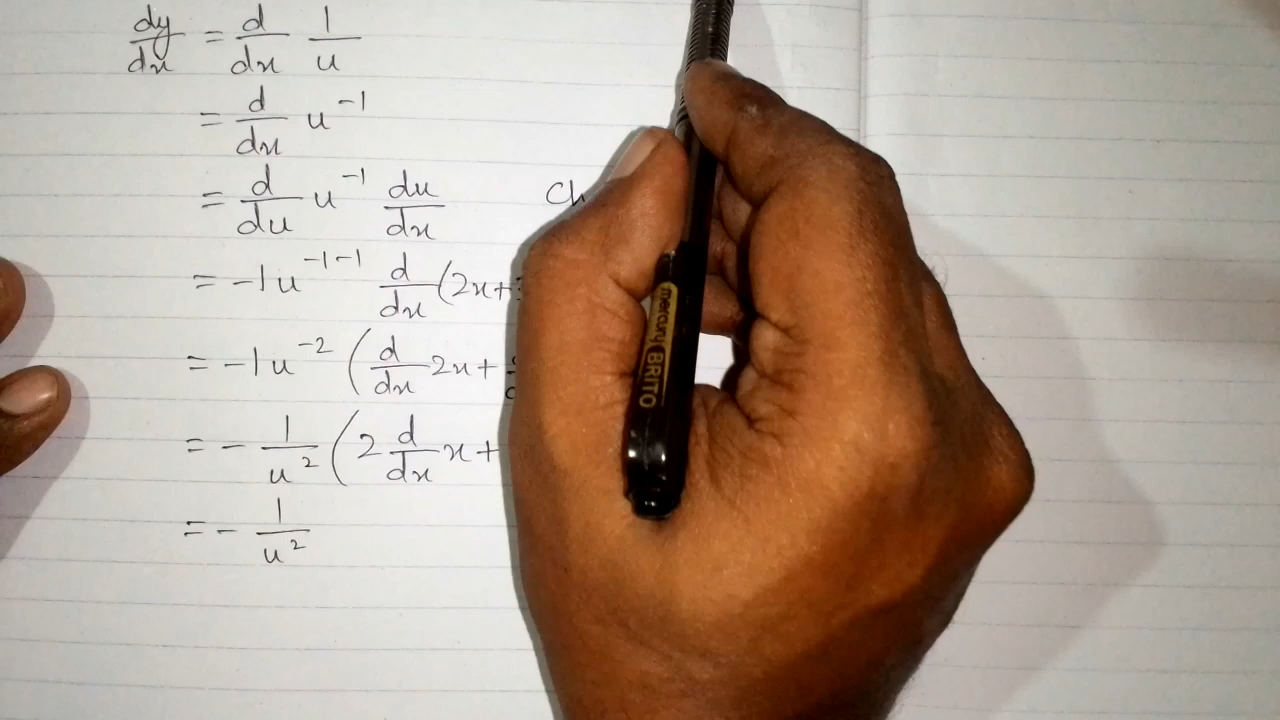 dy/dx = d/dx 1/u
= d/dx u^-1
= d/du u^-1 du/dx Ch
= -1u^-1-1 d/dx (2x+
= -1u^-2 (d/dx 2x+
= - 1/u^2 (2 d/dx x+
= - 1/u^2
mercury BRITO